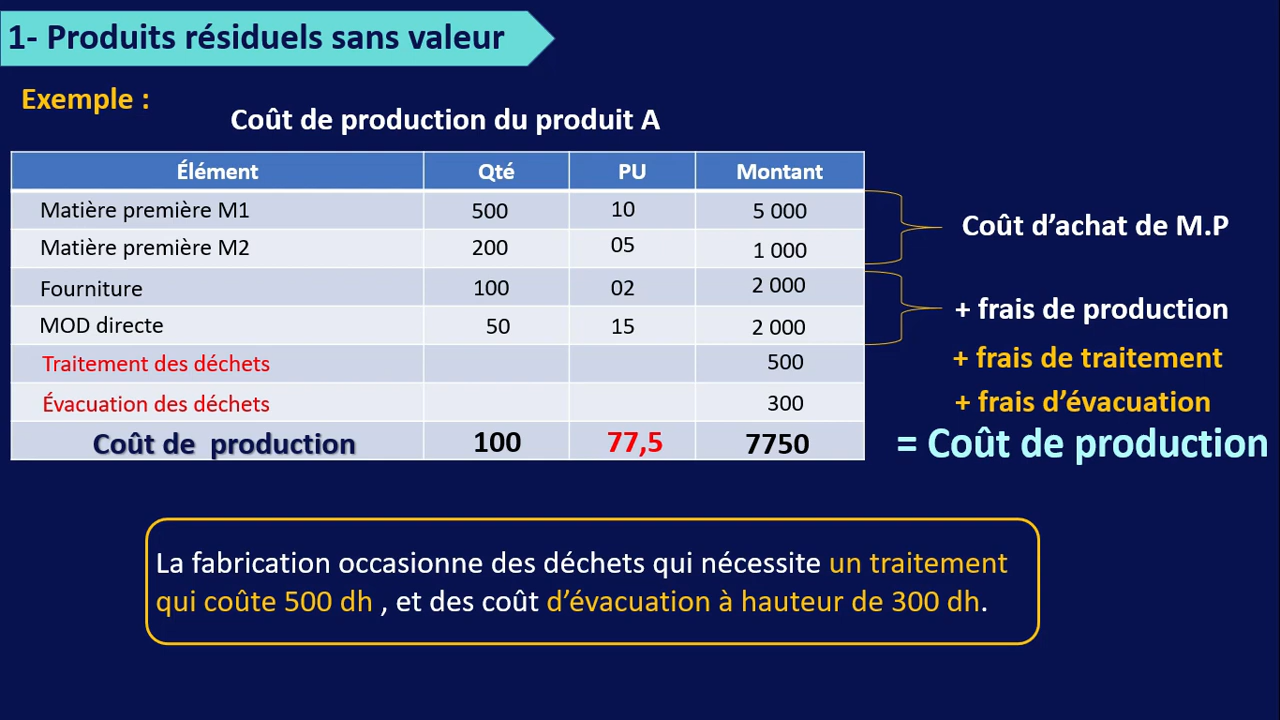 1- Produits résiduels sans valeur
Exemple :
Coût de production du produit A
Élément Qté PU Montant
Matière première M1 500 10 5 000
Matière première M2 200 05 1 000
Fourniture 100 02 2 000
MOD directe 50 15 2 000
Traitement des déchets 500
Évacuation des déchets 300
Coût de production 100 77,5 7750
Coût d’achat de M.P
+ frais de production
+ frais de traitement
+ frais d’évacuation
= Coût de production
La fabrication occasionne des déchets qui nécessite un traitement
qui coûte 500 dh , et des coût d’évacuation à hauteur de 300 dh.